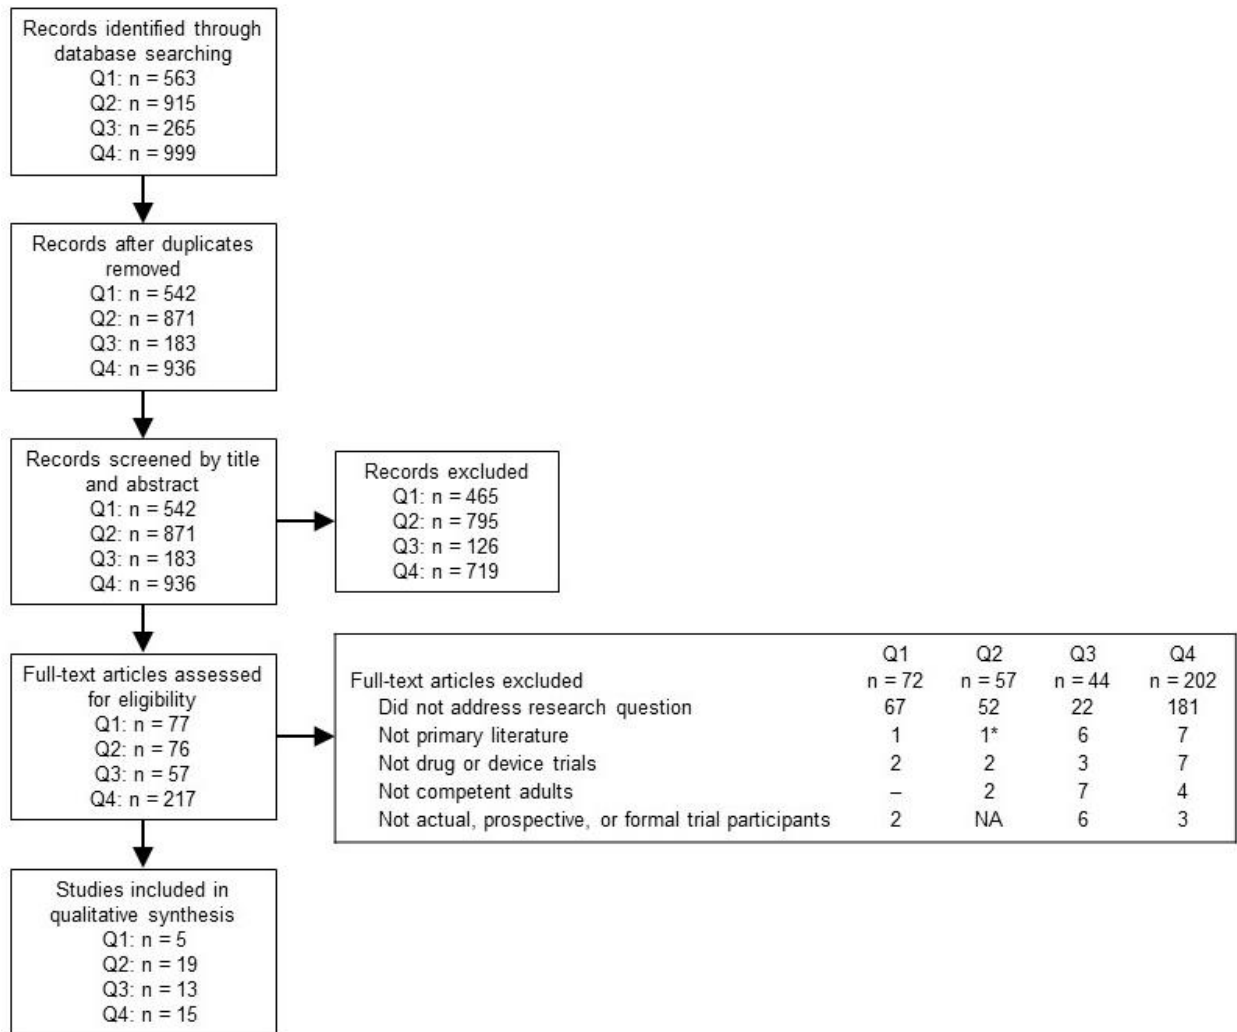 Records identified through
database searching
Q1: n = 563
Q2: n = 915
Q3: n = 265
Q4: n = 999
Records after duplicates
removed
Q1: n = 542
Q2: n = 871
Q3: n = 183
Q4: n = 936
Records screened by title
and abstract
Q1: n = 542
Q2: n = 871
Q3: n = 183
Q4: n = 936
Records excluded
Q1: n = 465
Q2: n = 795
Q3: n = 126
Q4: n = 719
Full-text articles assessed
for eligibility
Q1: n = 77
Q2: n = 76
Q3: n = 57
Q4: n = 217
Q1 Q2 Q3 Q4
Full-text articles excluded n = 72 n = 57 n = 44 n = 202
Did not address research question 67 52 22 181
Not primary literature 1 1* 6 7
Not drug or device trials 2 2 3 7
Not competent adults – 2 7 4
Not actual, prospective, or formal trial participants 2 NA 6 3
Studies included in
qualitative synthesis
Q1: n = 5
Q2: n = 19
Q3: n = 13
Q4: n = 15